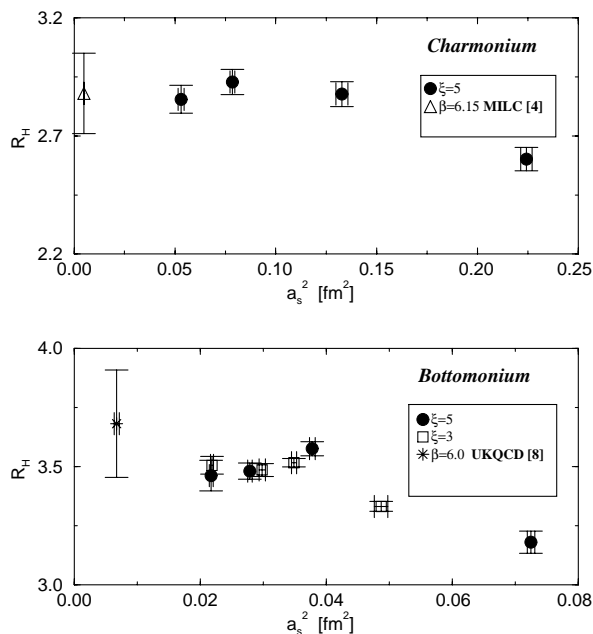 3.2
Charmonium
ξ=5
β=6.15 MILC [4]
2.7
R_H
2.2
0.00 0.05 0.10 0.15 0.20 0.25
a_s^2 [fm^2]
4.0
Bottomonium
ξ=5
ξ=3
β=6.0 UKQCD [8]
3.5
R_H
3.0
0.00 0.02 0.04 0.06 0.08
a_s^2 [fm^2]